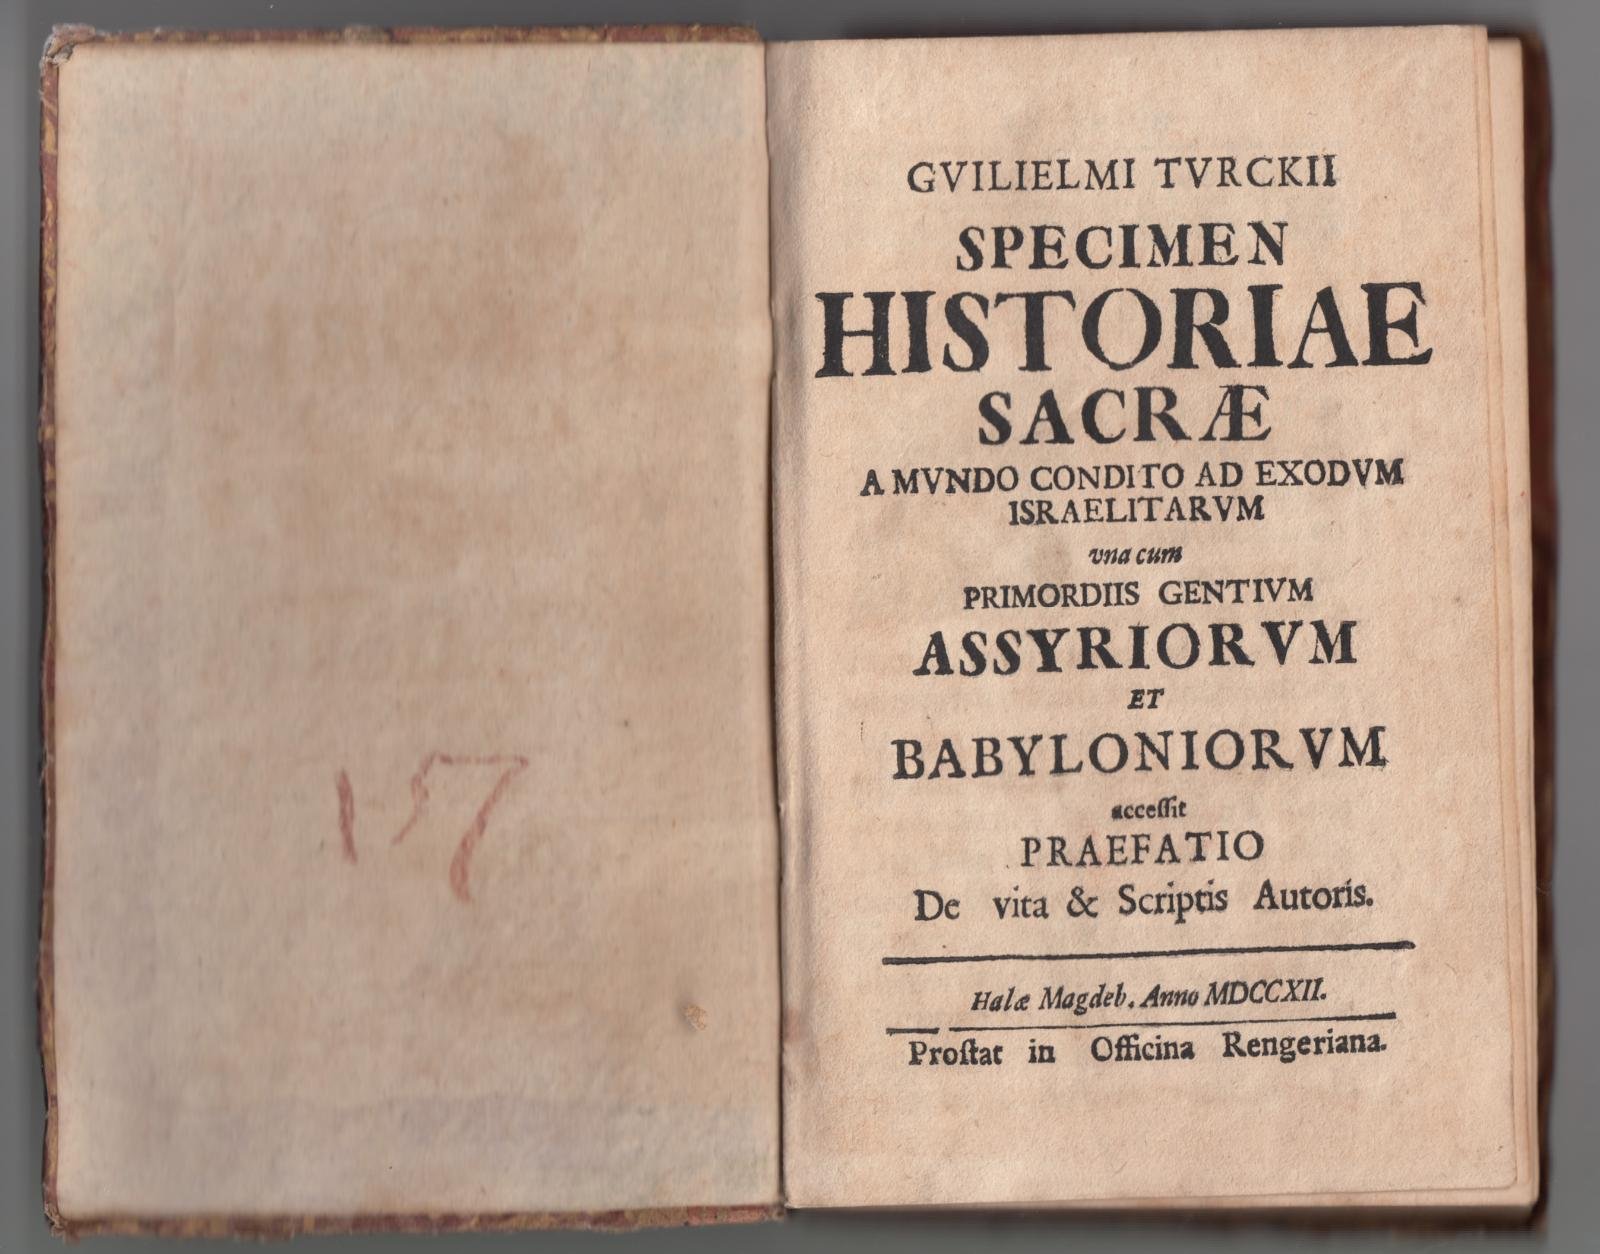 157
GVILIELMI TVRCKII
SPECIMEN
HISTORIAE
SACRÆ
A MVNDO CONDITO AD EXODVM
ISRAELITARVM
vna cum
PRIMORDIIS GENTIVM
ASSYRIORVM
ET
BABYLONIORVM
acceſſit
PRAEFATIO
De vita & Scriptis Autoris.
Halæ Magdeb. Anno MDCCXII.
Proſtat in Officina Rengeriana.